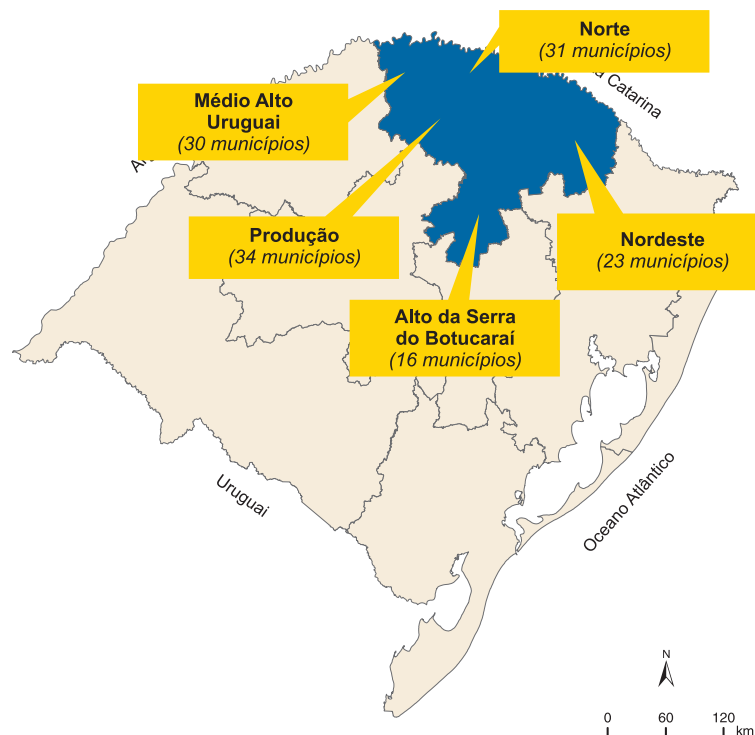 Norte
(31 municípios)
Catarina
Médio Alto
Uruguai
(30 municípios)
Produção
(34 municípios)
Nordeste
(23 municípios)
Alto da Serra
do Botucaraí
(16 municípios)
Uruguai
Oceano Atlântico
N
0 60 120
km